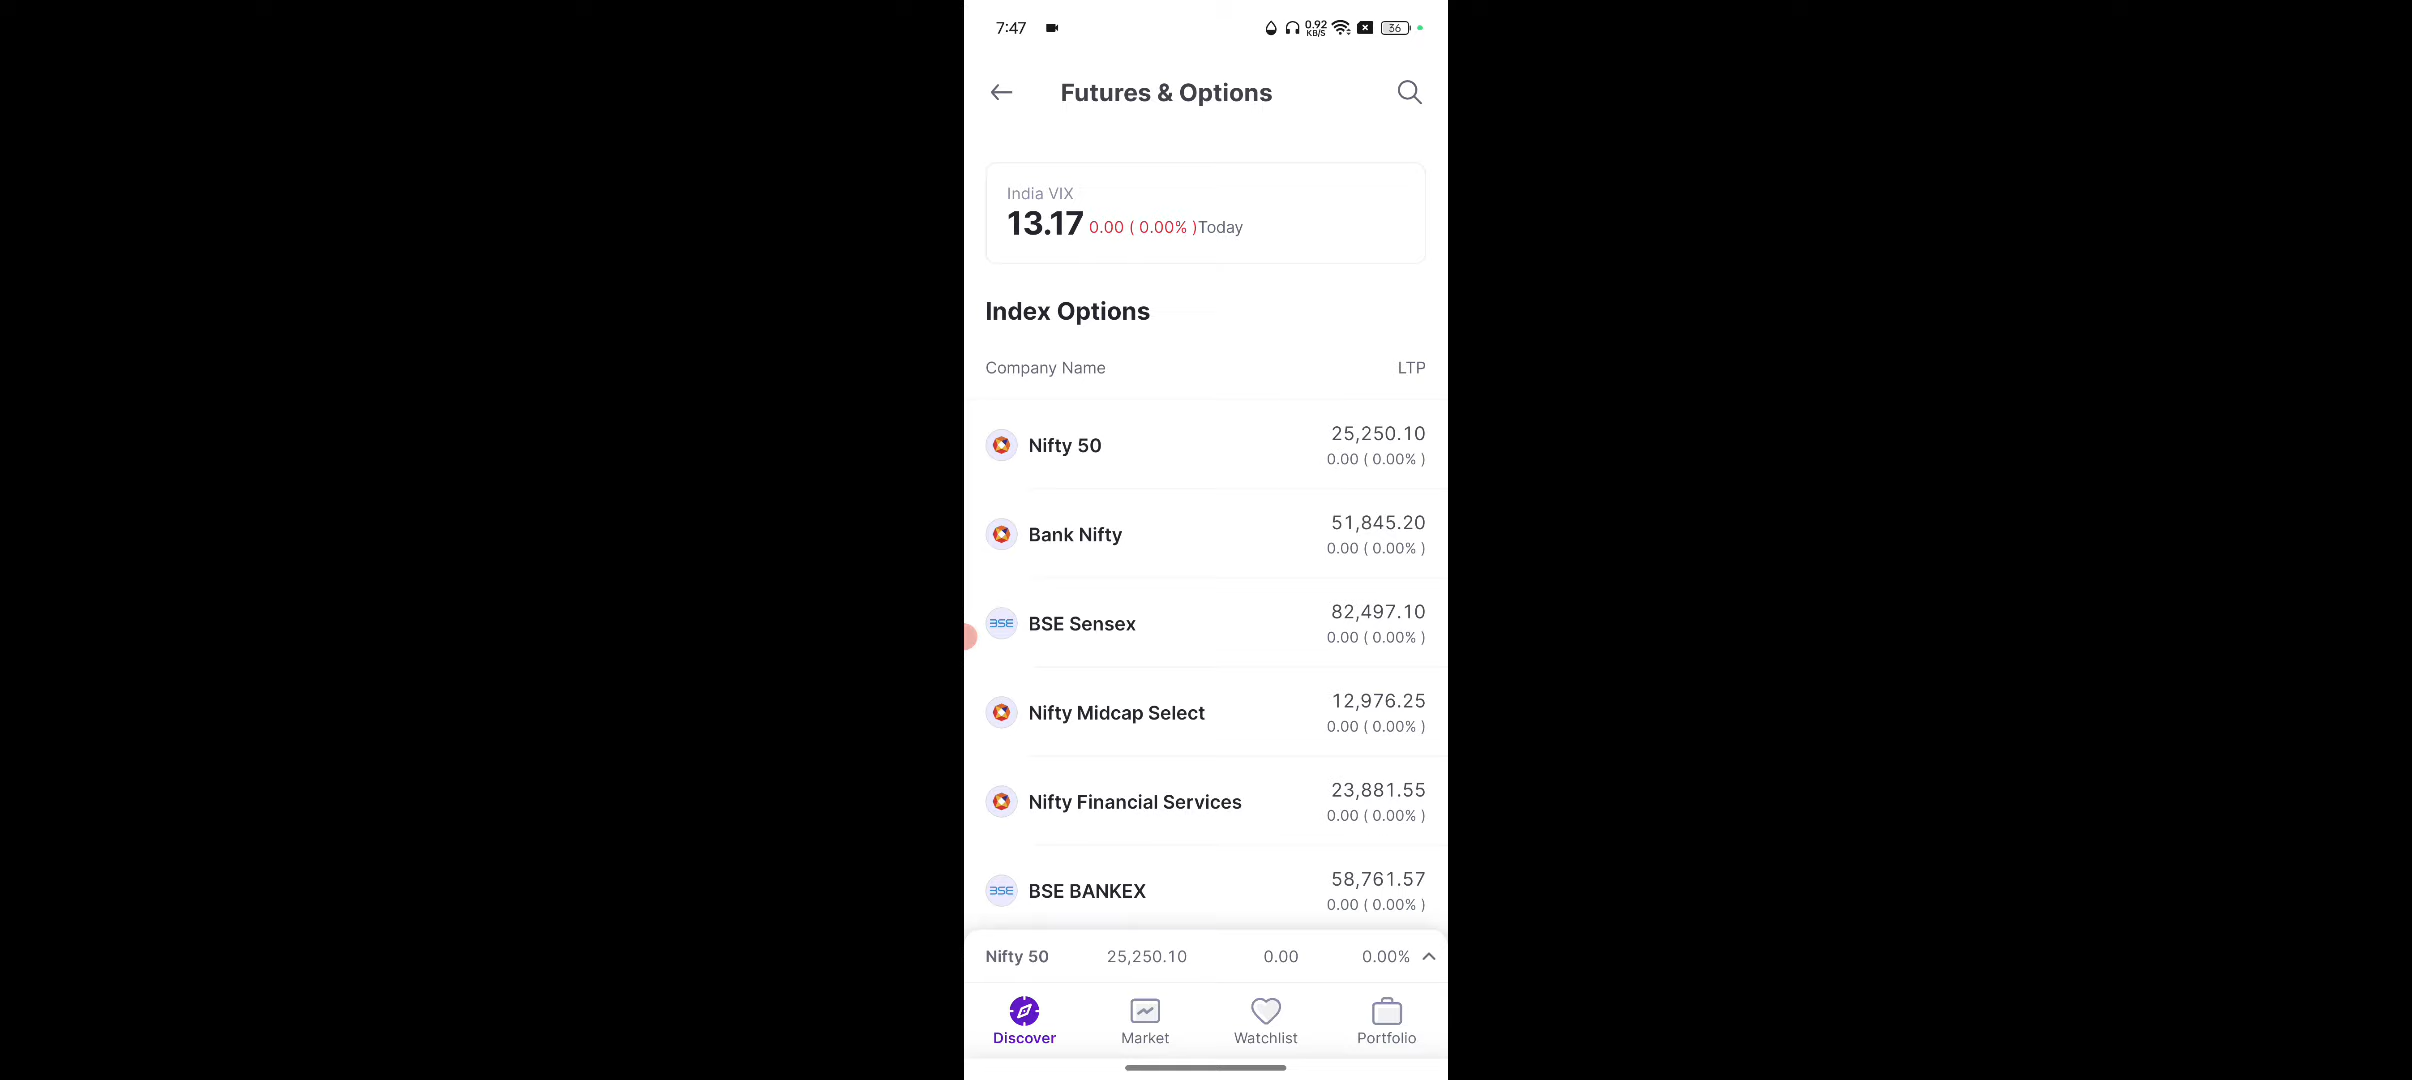 7:47
0.92
KB/S
36
Futures & Options
India VIX
13.17 0.00 ( 0.00% )Today
Index Options
Company Name LTP
25,250.10
Nifty 50
0.00 ( 0.00% )
51,845.20
Bank Nifty
0.00 ( 0.00% )
82,497.10
BSE BSE Sensex
0.00 ( 0.00% )
12,976.25
Nifty Midcap Select
0.00 ( 0.00% )
23,881.55
Nifty Financial Services
0.00 ( 0.00% )
58,761.57
BSE BSE BANKEX
0.00 ( 0.00% )
Nifty 50 25,250.10 0.00 0.00%
Discover Market Watchlist Portfolio